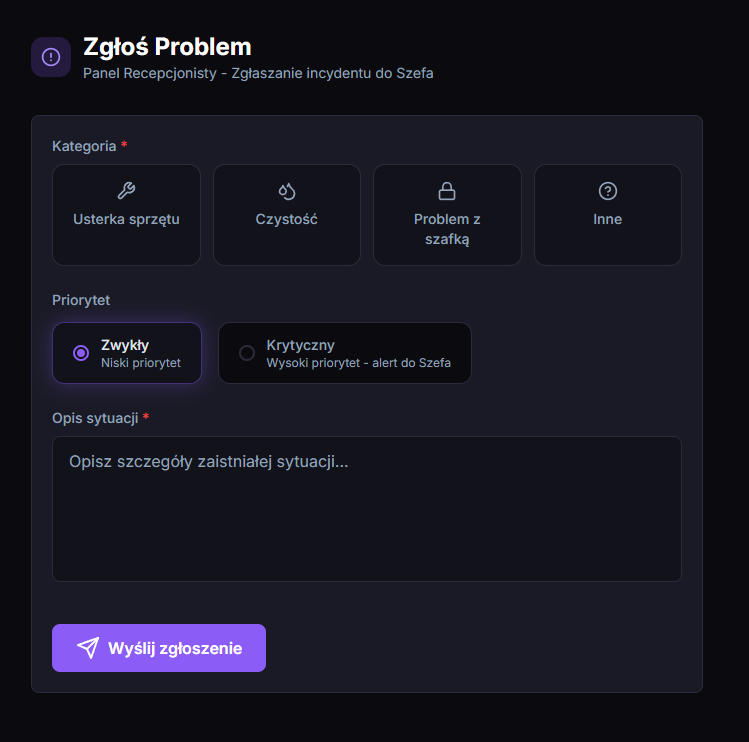 Zgłoś Problem
Panel Recepcjonisty - Zgłaszanie incydentu do Szefa
Kategoria *
Usterka sprzętu
Czystość
Problem z
szafką
Inne
Priorytet
Zwykły
Niski priorytet
Krytyczny
Wysoki priorytet - alert do Szefa
Opis sytuacji *
Opisz szczegóły zaistniałej sytuacji...
Wyślij zgłoszenie